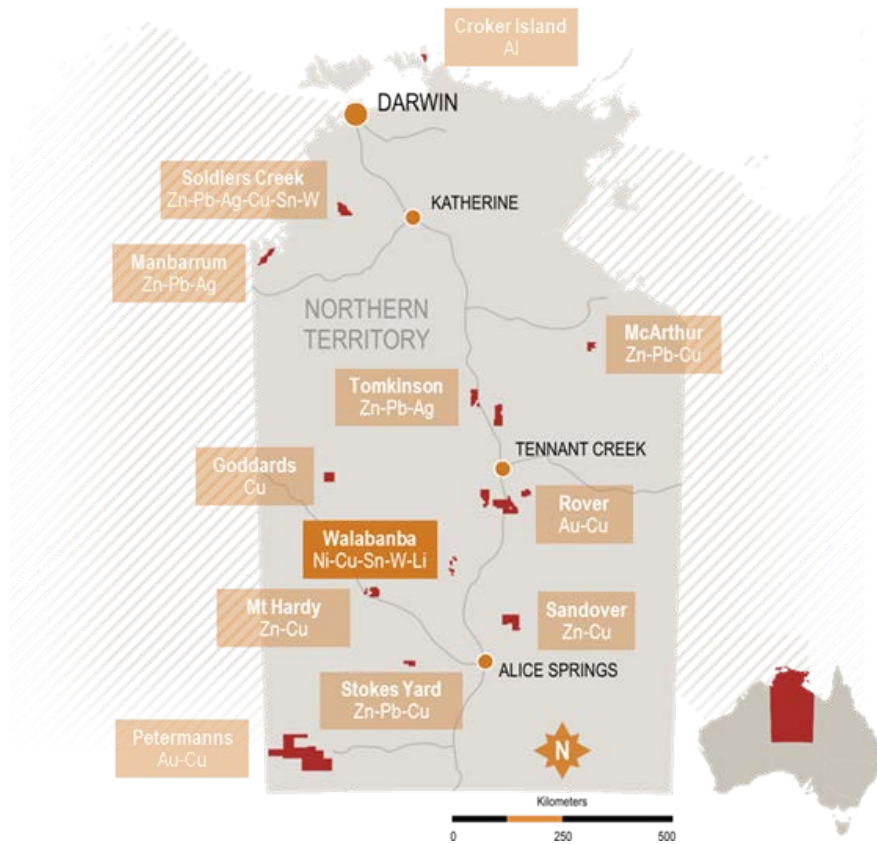 Croker Island
Al
DARWIN
Soldiers Creek
Zn-Pb-Ag-Cu-Sn-W
KATHERINE
Manbarrum
Zn-Pb-Ag
NORTHERN
TERRITORY
McArthur
Zn-Pb-Cu
Tomkinson
Zn-Pb-Ag
TENNANT CREEK
Goddards
Cu
Rover
Au-Cu
Walabanba
Ni-Cu-Sn-W-Li
Mt Hardy
Zn-Cu
Sandover
Zn-Cu
ALICE SPRINGS
Stokes Yard
Zn-Pb-Cu
Petermanns
Au-Cu
N
Kilometers
0 250 500